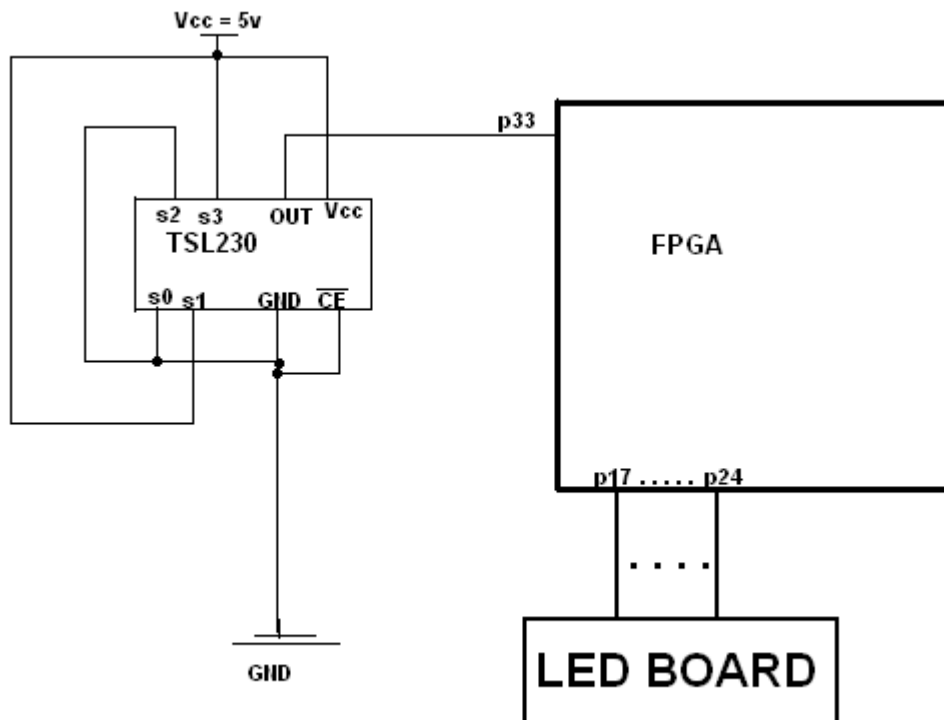 Vcc = 5v
p33
s2 s3 OUT Vcc
TSL230
s0 s1 GND CE
FPGA
p17 ..... p24
. . . .
LED BOARD
GND